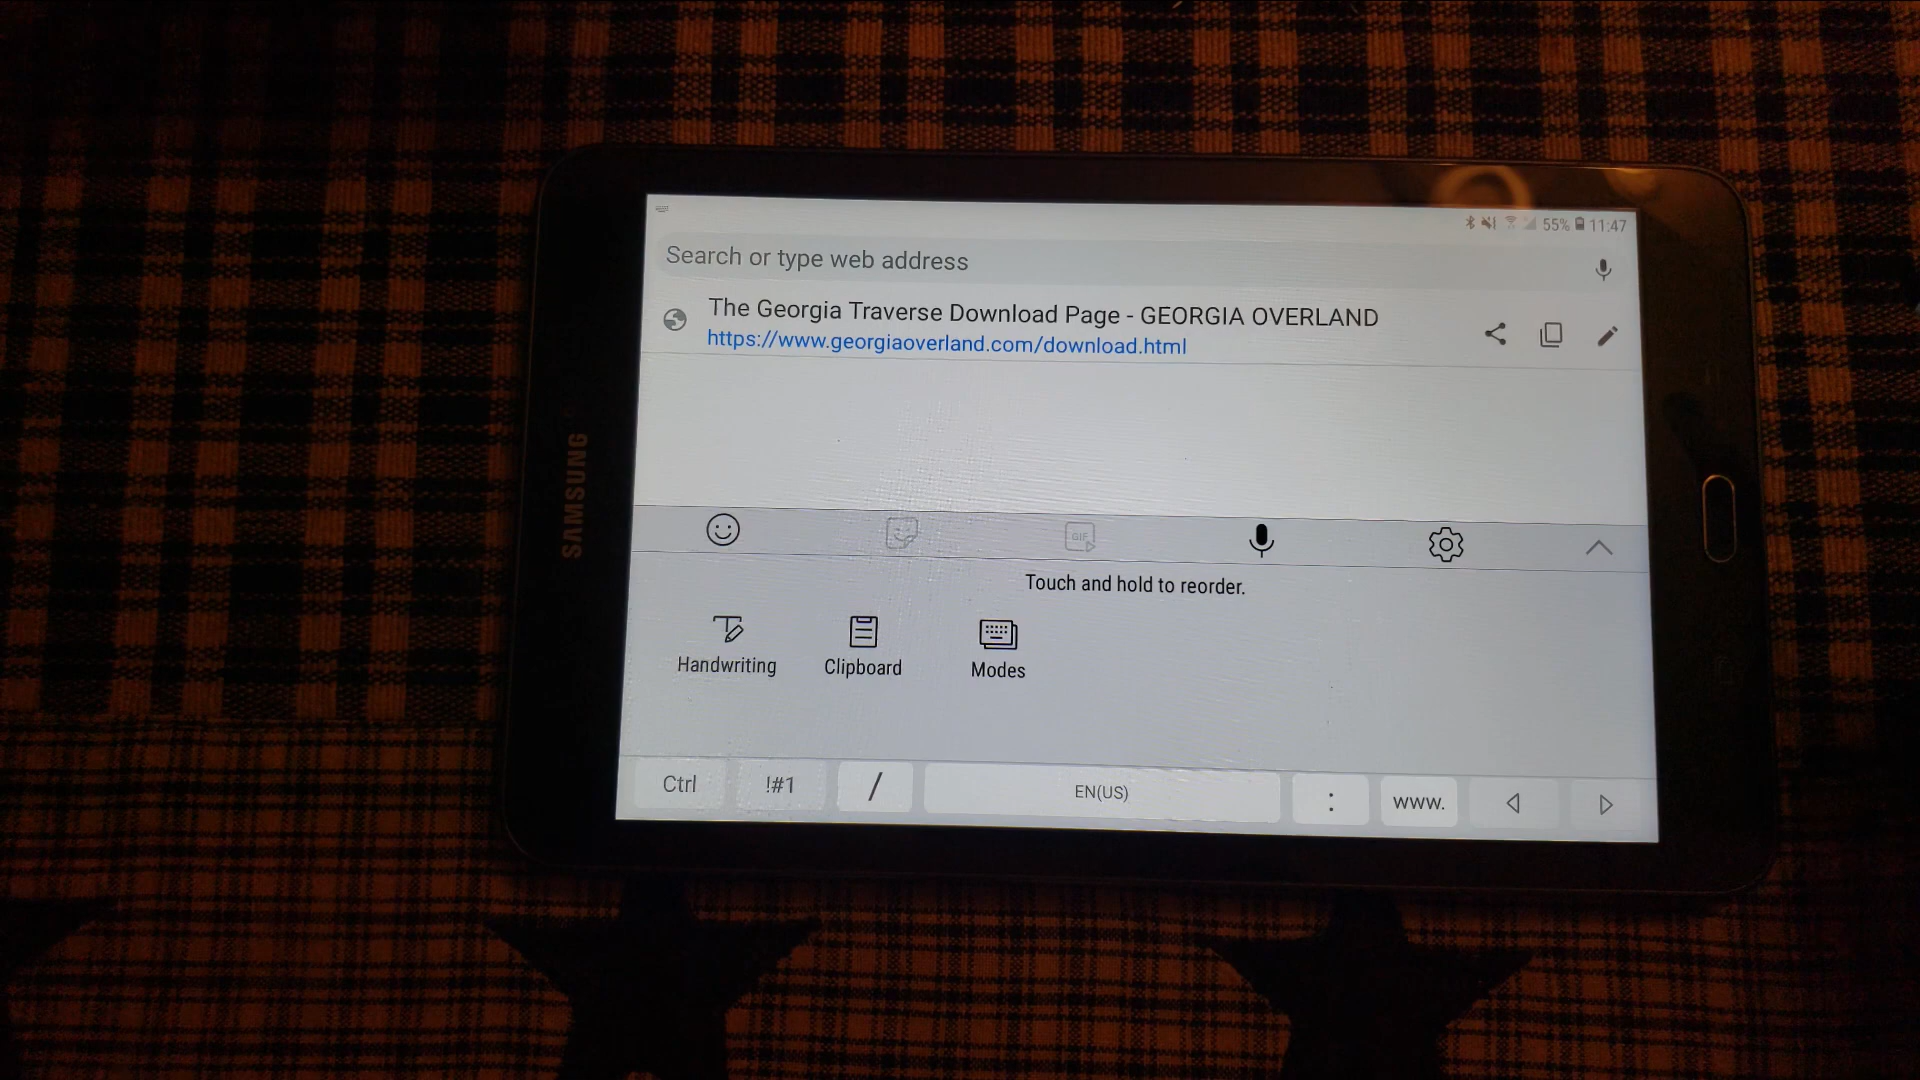 55% 11:47
Search or type web address
The Georgia Traverse Download Page - GEORGIA OVERLAND
https://www.georgiaoverland.com/download.html
SAMSUNG
GIF
Touch and hold to reorder.
Handwriting Clipboard Modes
Ctrl !#1 / EN(US) : www.